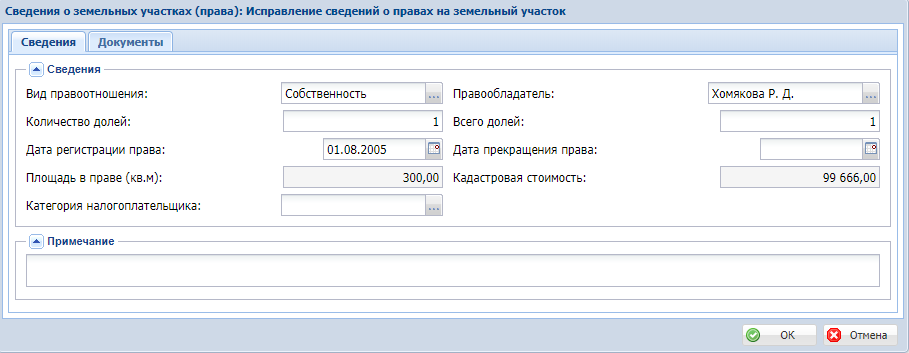 Сведения о земельных участках (права): Исправление сведений о правах на земельный участок
Сведения Документы
Сведения
Вид правоотношения: Собственность ... Правообладатель: Хомякова Р. Д. ...
Количество долей: 1 Всего долей: 1
Дата регистрации права: 01.08.2005 Дата прекращения права:
Площадь в праве (кв.м): 300,00 Кадастровая стоимость: 99 666,00
Категория налогоплательщика: ...
Примечание
ОК Отмена